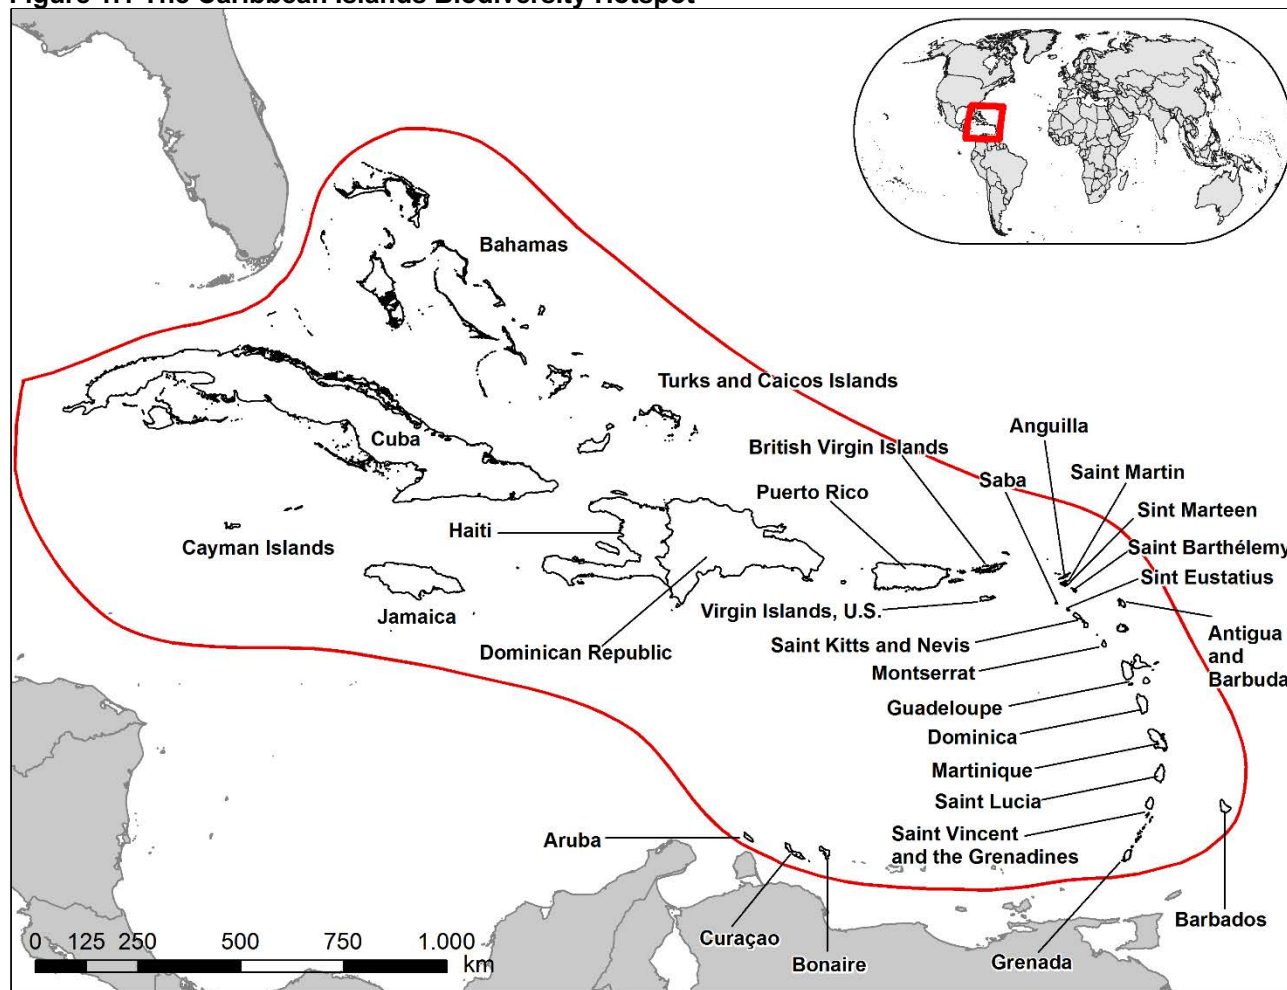 Figure 1.1 The Caribbean Islands Biodiversity Hotspot
Bahamas
Turks and Caicos Islands
Anguilla
British Virgin Islands
Saint Martin
Cuba
Saba
Puerto Rico
Sint Marteen
Haiti
Cayman Islands
Saint Barthélemy
Sint Eustatius
Jamaica
Virgin Islands, U.S.
Dominican Republic
Saint Kitts and Nevis
Antigua
and
Barbuda
Montserrat
Guadeloupe
Dominica
Martinique
Saint Lucia
Aruba
Saint Vincent
and the Grenadines
Barbados
Curaçao
Bonaire
Grenada
0 125 250 500 750 1.000
km